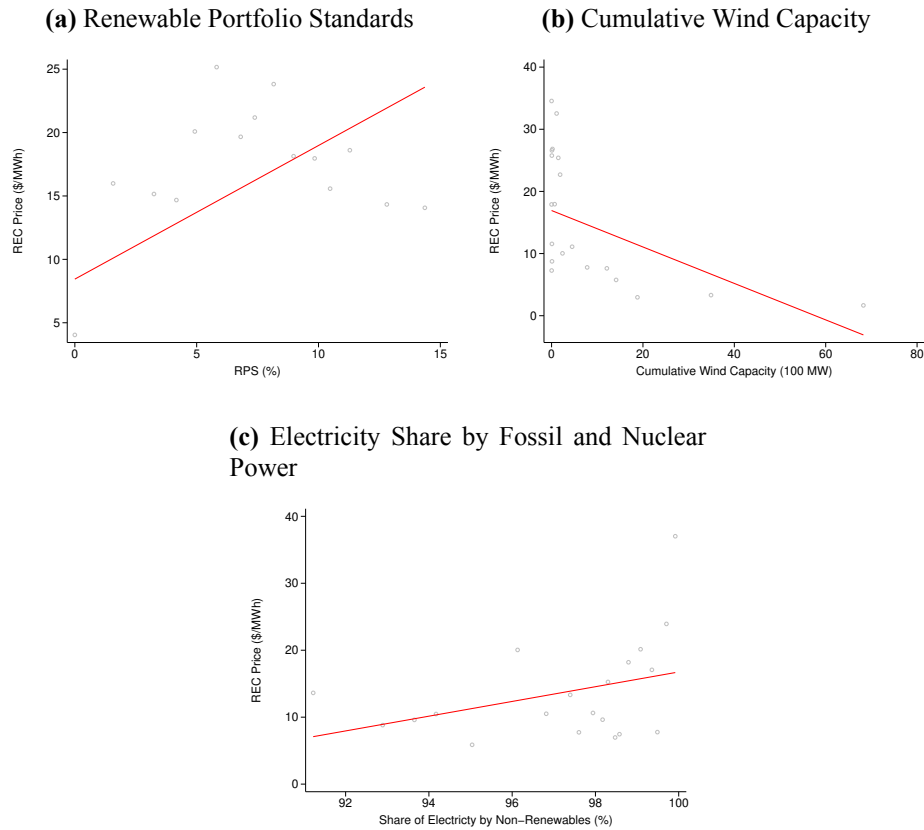 (a) Renewable Portfolio Standards
(b) Cumulative Wind Capacity
25
20
15
10
5
REC Price ($/MWh)
0
5
10
15
RPS (%)
40
30
20
10
0
REC Price ($/MWh)
0
20
40
60
80
Cumulative Wind Capacity (100 MW)
(c) Electricity Share by Fossil and Nuclear
Power
40
30
20
10
0
REC Price ($/MWh)
92
94
96
98
100
Share of Electricty by Non−Renewables (%)